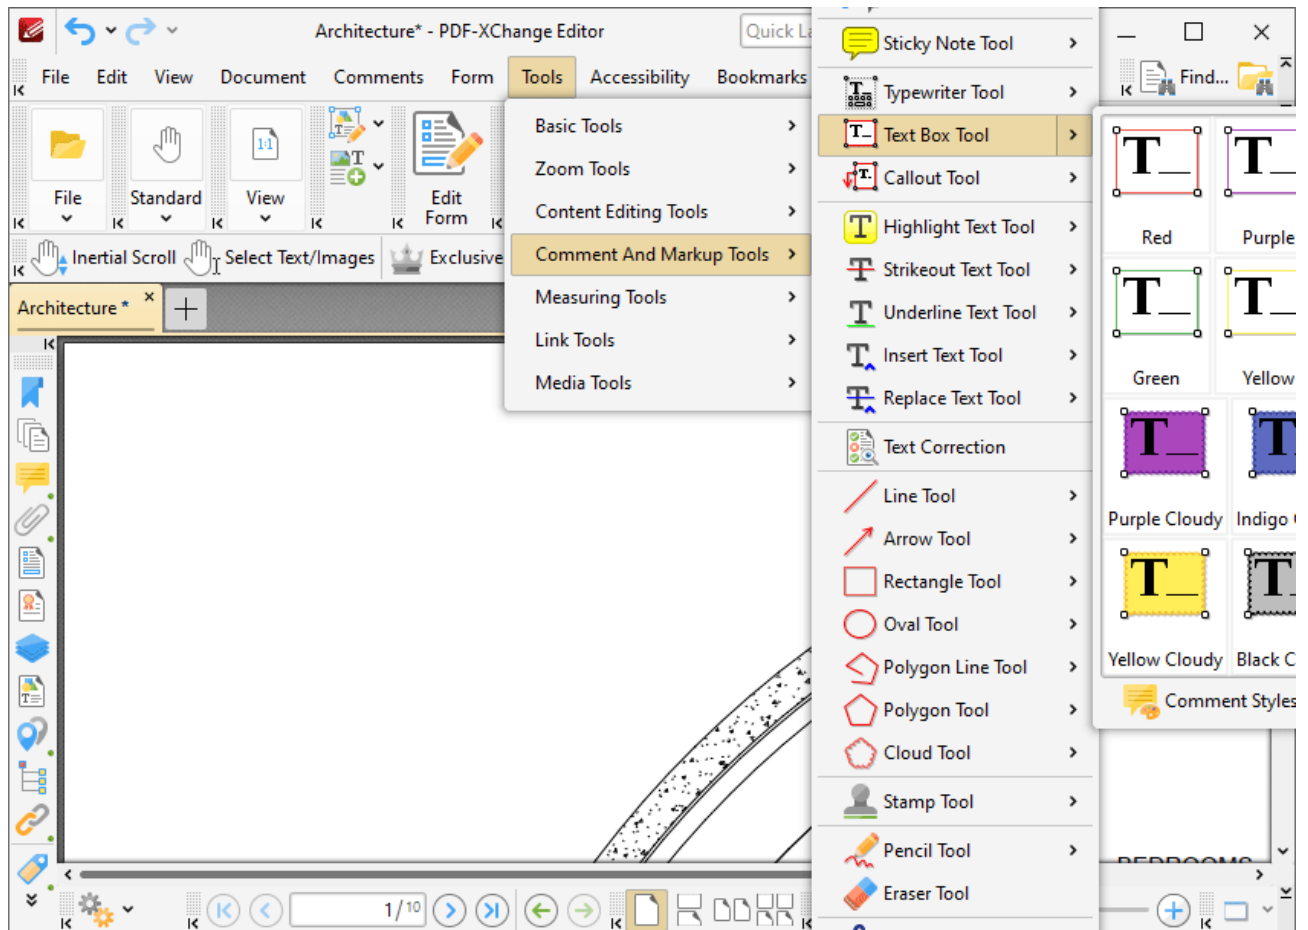 Architecture* - PDF-XChange Editor
Quick La
File Edit View Document Comments Form Tools Accessibility Bookmarks
Find...
File
Standard
1:1
View
Edit
Form
Inertial Scroll
Select Text/Images
Exclusive
Architecture *
Basic Tools
Zoom Tools
Content Editing Tools
Comment And Markup Tools
Measuring Tools
Link Tools
Media Tools
Sticky Note Tool
Typewriter Tool
Text Box Tool
Callout Tool
Highlight Text Tool
Strikeout Text Tool
Underline Text Tool
Insert Text Tool
Replace Text Tool
Text Correction
Line Tool
Arrow Tool
Rectangle Tool
Oval Tool
Polygon Line Tool
Polygon Tool
Cloud Tool
Stamp Tool
Pencil Tool
Eraser Tool
Red Purple
Green Yellow
Purple Cloudy Indigo
Yellow Cloudy Black C
Comment Styles
BEDROOMS
1/10